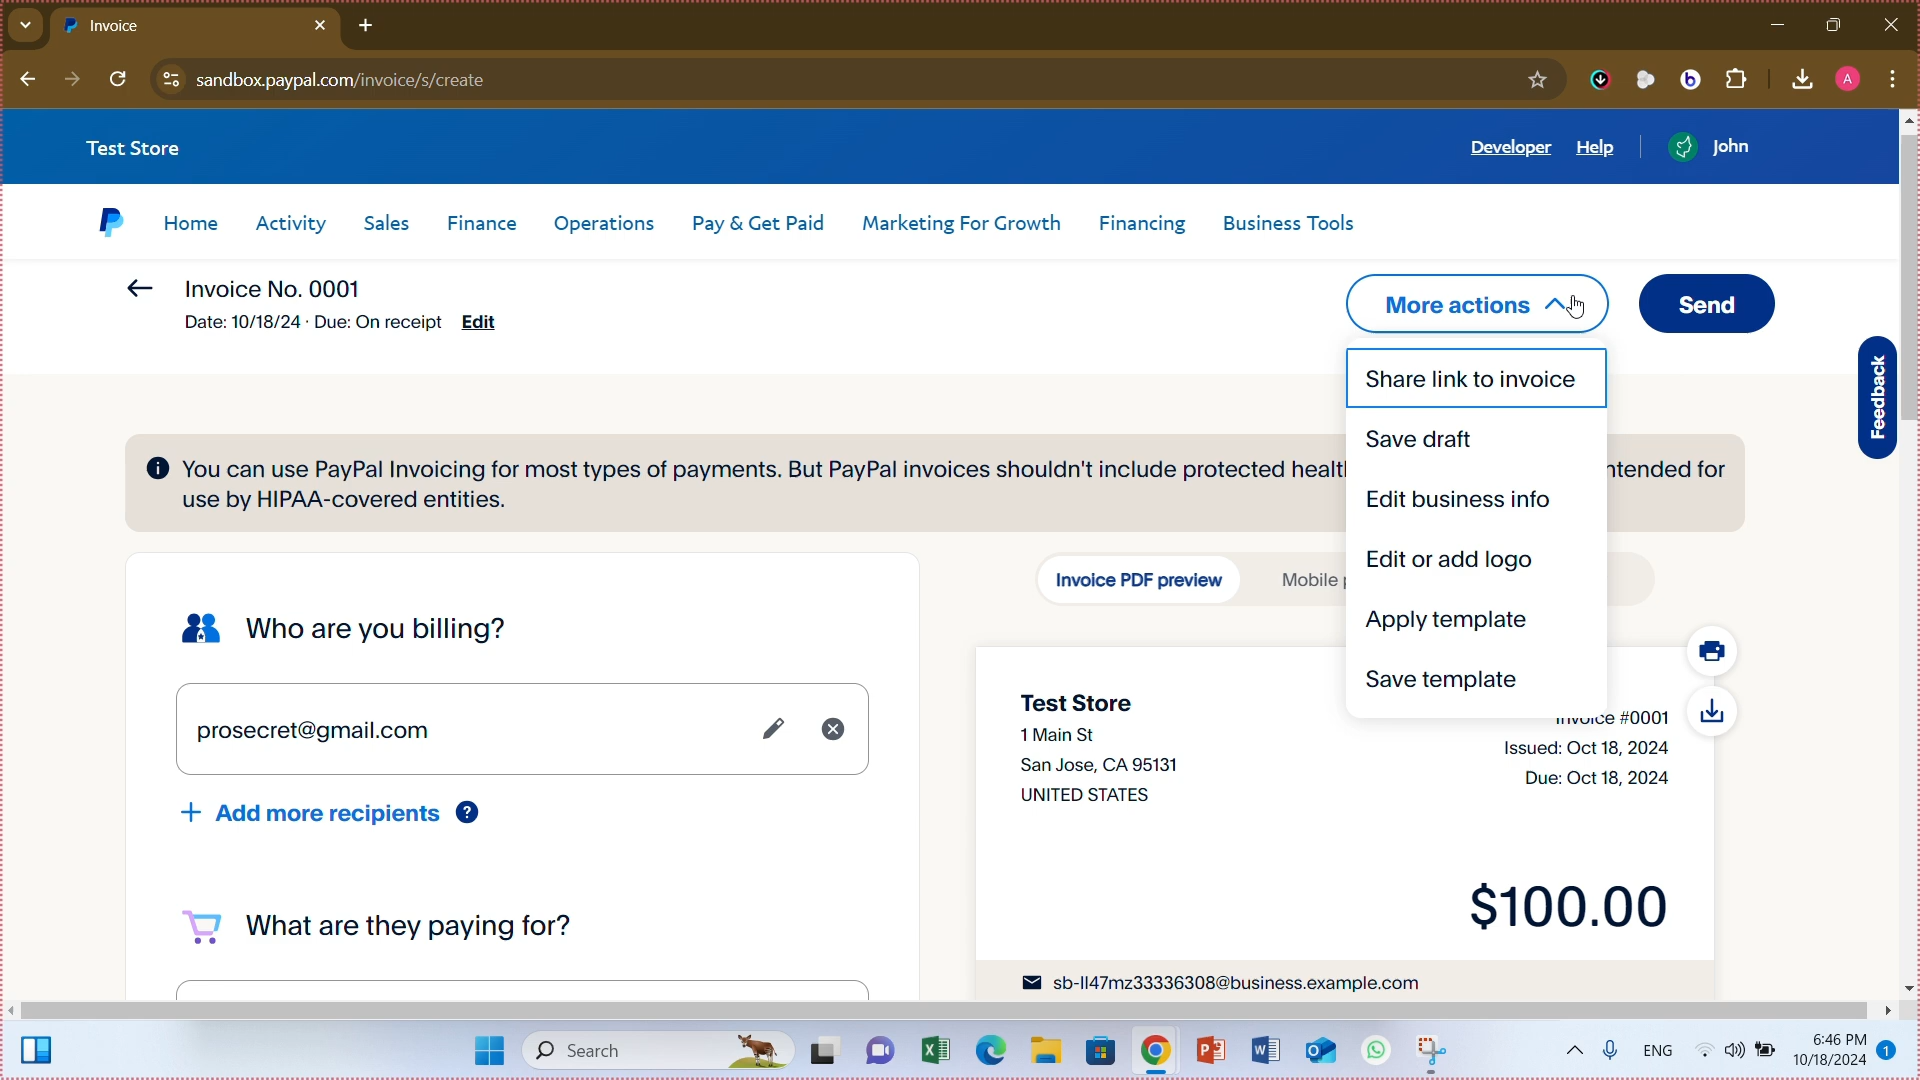 Invoice
sandbox.paypal.com/invoice/s/create
A
Test Store
Developer Help John
Home Activity Sales Finance Operations Pay & Get Paid Marketing For Growth Financing Business Tools
Invoice No. 0001
Date: 10/18/24 · Due: On receipt Edit
More actions
Send
Share link to invoice
Save draft
Edit business info
Edit or add logo
Apply template
Save template
Feedback
You can use PayPal Invoicing for most types of payments. But PayPal invoices shouldn't include protected
use by HIPAA-covered entities.
for
Who are you billing?
prosecret@gmail.com
+ Add more recipients ?
What are they paying for?
Invoice PDF preview Mobile
Test Store
1 Main St
San Jose, CA 95131
UNITED STATES
Invoice #0001
Issued: Oct 18, 2024
Due: Oct 18, 2024
$100.00
sb-ll47mz33336308@business.example.com
Search
ENG
6:46 PM
10/18/2024
1